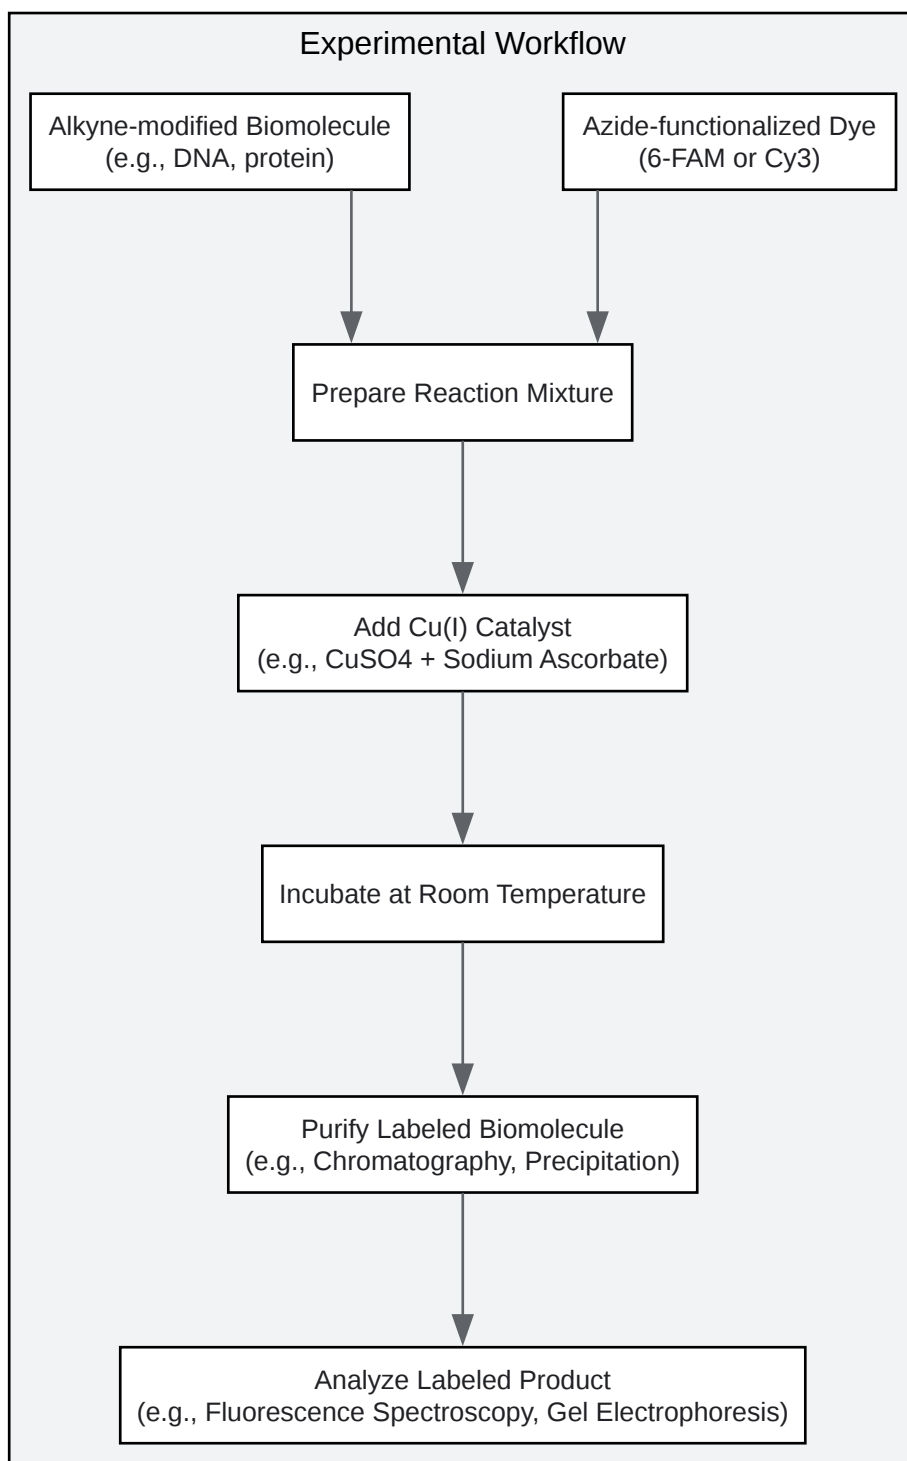 Experimental Workflow
Alkyne-modified Biomolecule
(e.g., DNA, protein)
Azide-functionalized Dye
(6-FAM or Cy3)
Prepare Reaction Mixture
Add Cu(I) Catalyst
(e.g., CuSO4 + Sodium Ascorbate)
Incubate at Room Temperature
Purify Labeled Biomolecule
(e.g., Chromatography, Precipitation)
Analyze Labeled Product
(e.g., Fluorescence Spectroscopy, Gel Electrophoresis)